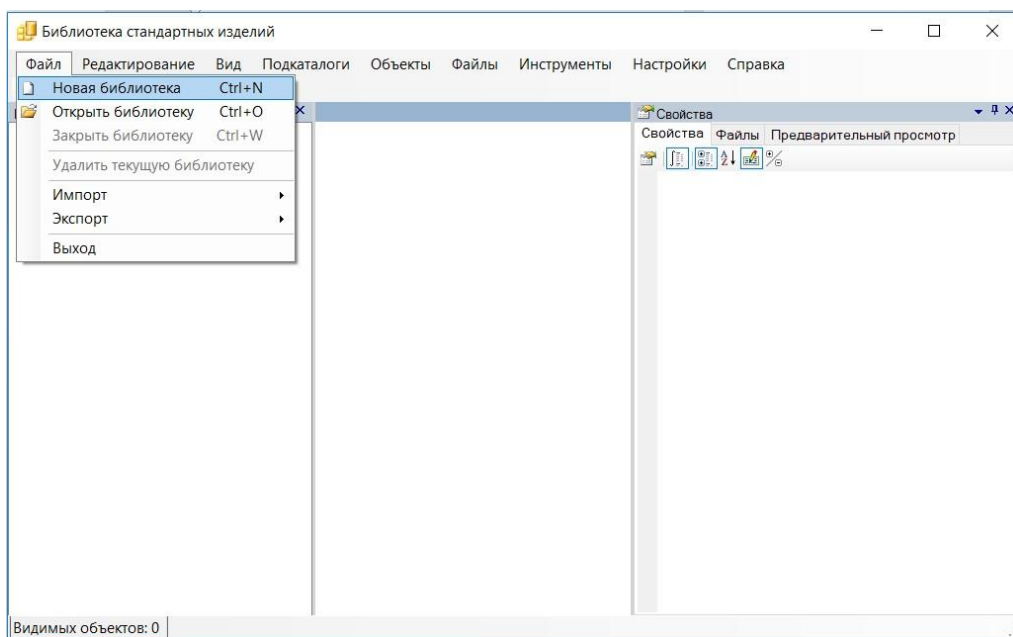 Библиотека стандартных изделий
Файл Редактирование Вид Подкаталоги Объекты Файлы Инструменты Настройки Справка
Новая библиотека Ctrl+N
Открыть библиотеку Ctrl+O
Закрыть библиотеку Ctrl+W
Удалить текущую библиотеку
Импорт
Экспорт
Выход
Свойства
Свойства Файлы Предварительный просмотр
Видимых объектов: 0